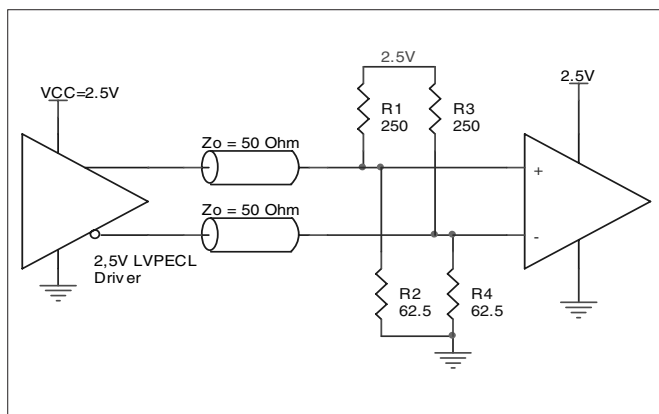 2.5V
VCC=2.5V
2.5V
R1
250
R3
250
Zo = 50 Ohm
+
Zo = 50 Ohm
-
2,5V LVPECL
Driver
R2
62.5
R4
62.5